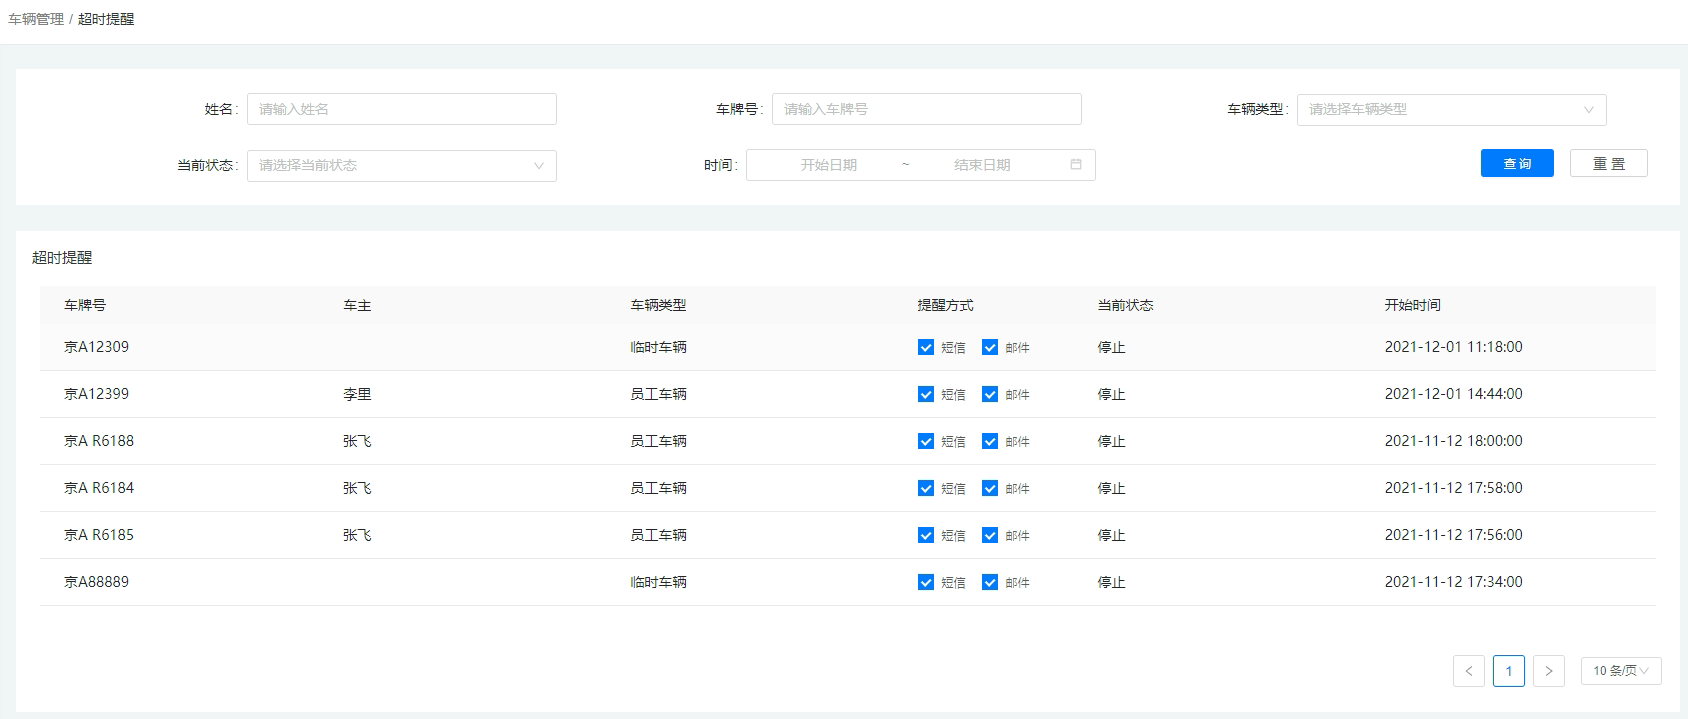 车辆管理 / 超时提醒
姓名: 请输入姓名 车牌号: 请输入车牌号 车辆类型: 请选择车辆类型
当前状态: 请选择当前状态 时间: 开始日期 ~ 结束日期 查 询 重 置
超时提醒
车牌号 车主 车辆类型 提醒方式 当前状态 开始时间
京A12309 临时车辆 短信 邮件 停止 2021-12-01 11:18:00
京A12399 李里 员工车辆 短信 邮件 停止 2021-12-01 14:44:00
京A R6188 张飞 员工车辆 短信 邮件 停止 2021-11-12 18:00:00
京A R6184 张飞 员工车辆 短信 邮件 停止 2021-11-12 17:58:00
京A R6185 张飞 员工车辆 短信 邮件 停止 2021-11-12 17:56:00
京A88889 临时车辆 短信 邮件 停止 2021-11-12 17:34:00
< 1 > 10 条/页